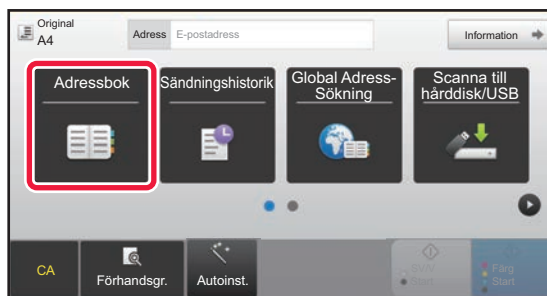 Original
A4
Adress E-postadress
Information
Adressbok
Sändningshistorik
Global Adress-
Sökning
Scanna till
hårddisk/USB
CA
Förhandsgr.
Autoinst.
Start
Färg
Start